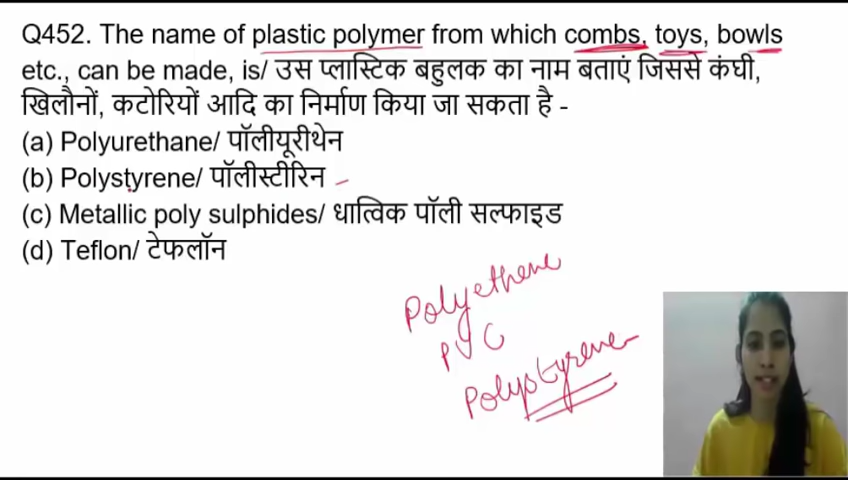 Q452. The name of plastic polymer from which combs, toys, bowls
etc., can be made, is/ उस प्लास्टिक बहुलक का नाम बताएं जिससे कंघी,
खिलौनों, कटोरियों आदि का निर्माण किया जा सकता है -
(a) Polyurethane/ पॉलीयूरीथेन
(b) Polystyrene/ पॉलीस्टीरिन
(c) Metallic poly sulphides/ धात्विक पॉली सल्फाइड
(d) Teflon/ टेफलॉन
Polyethene
PVC
Polystyrene